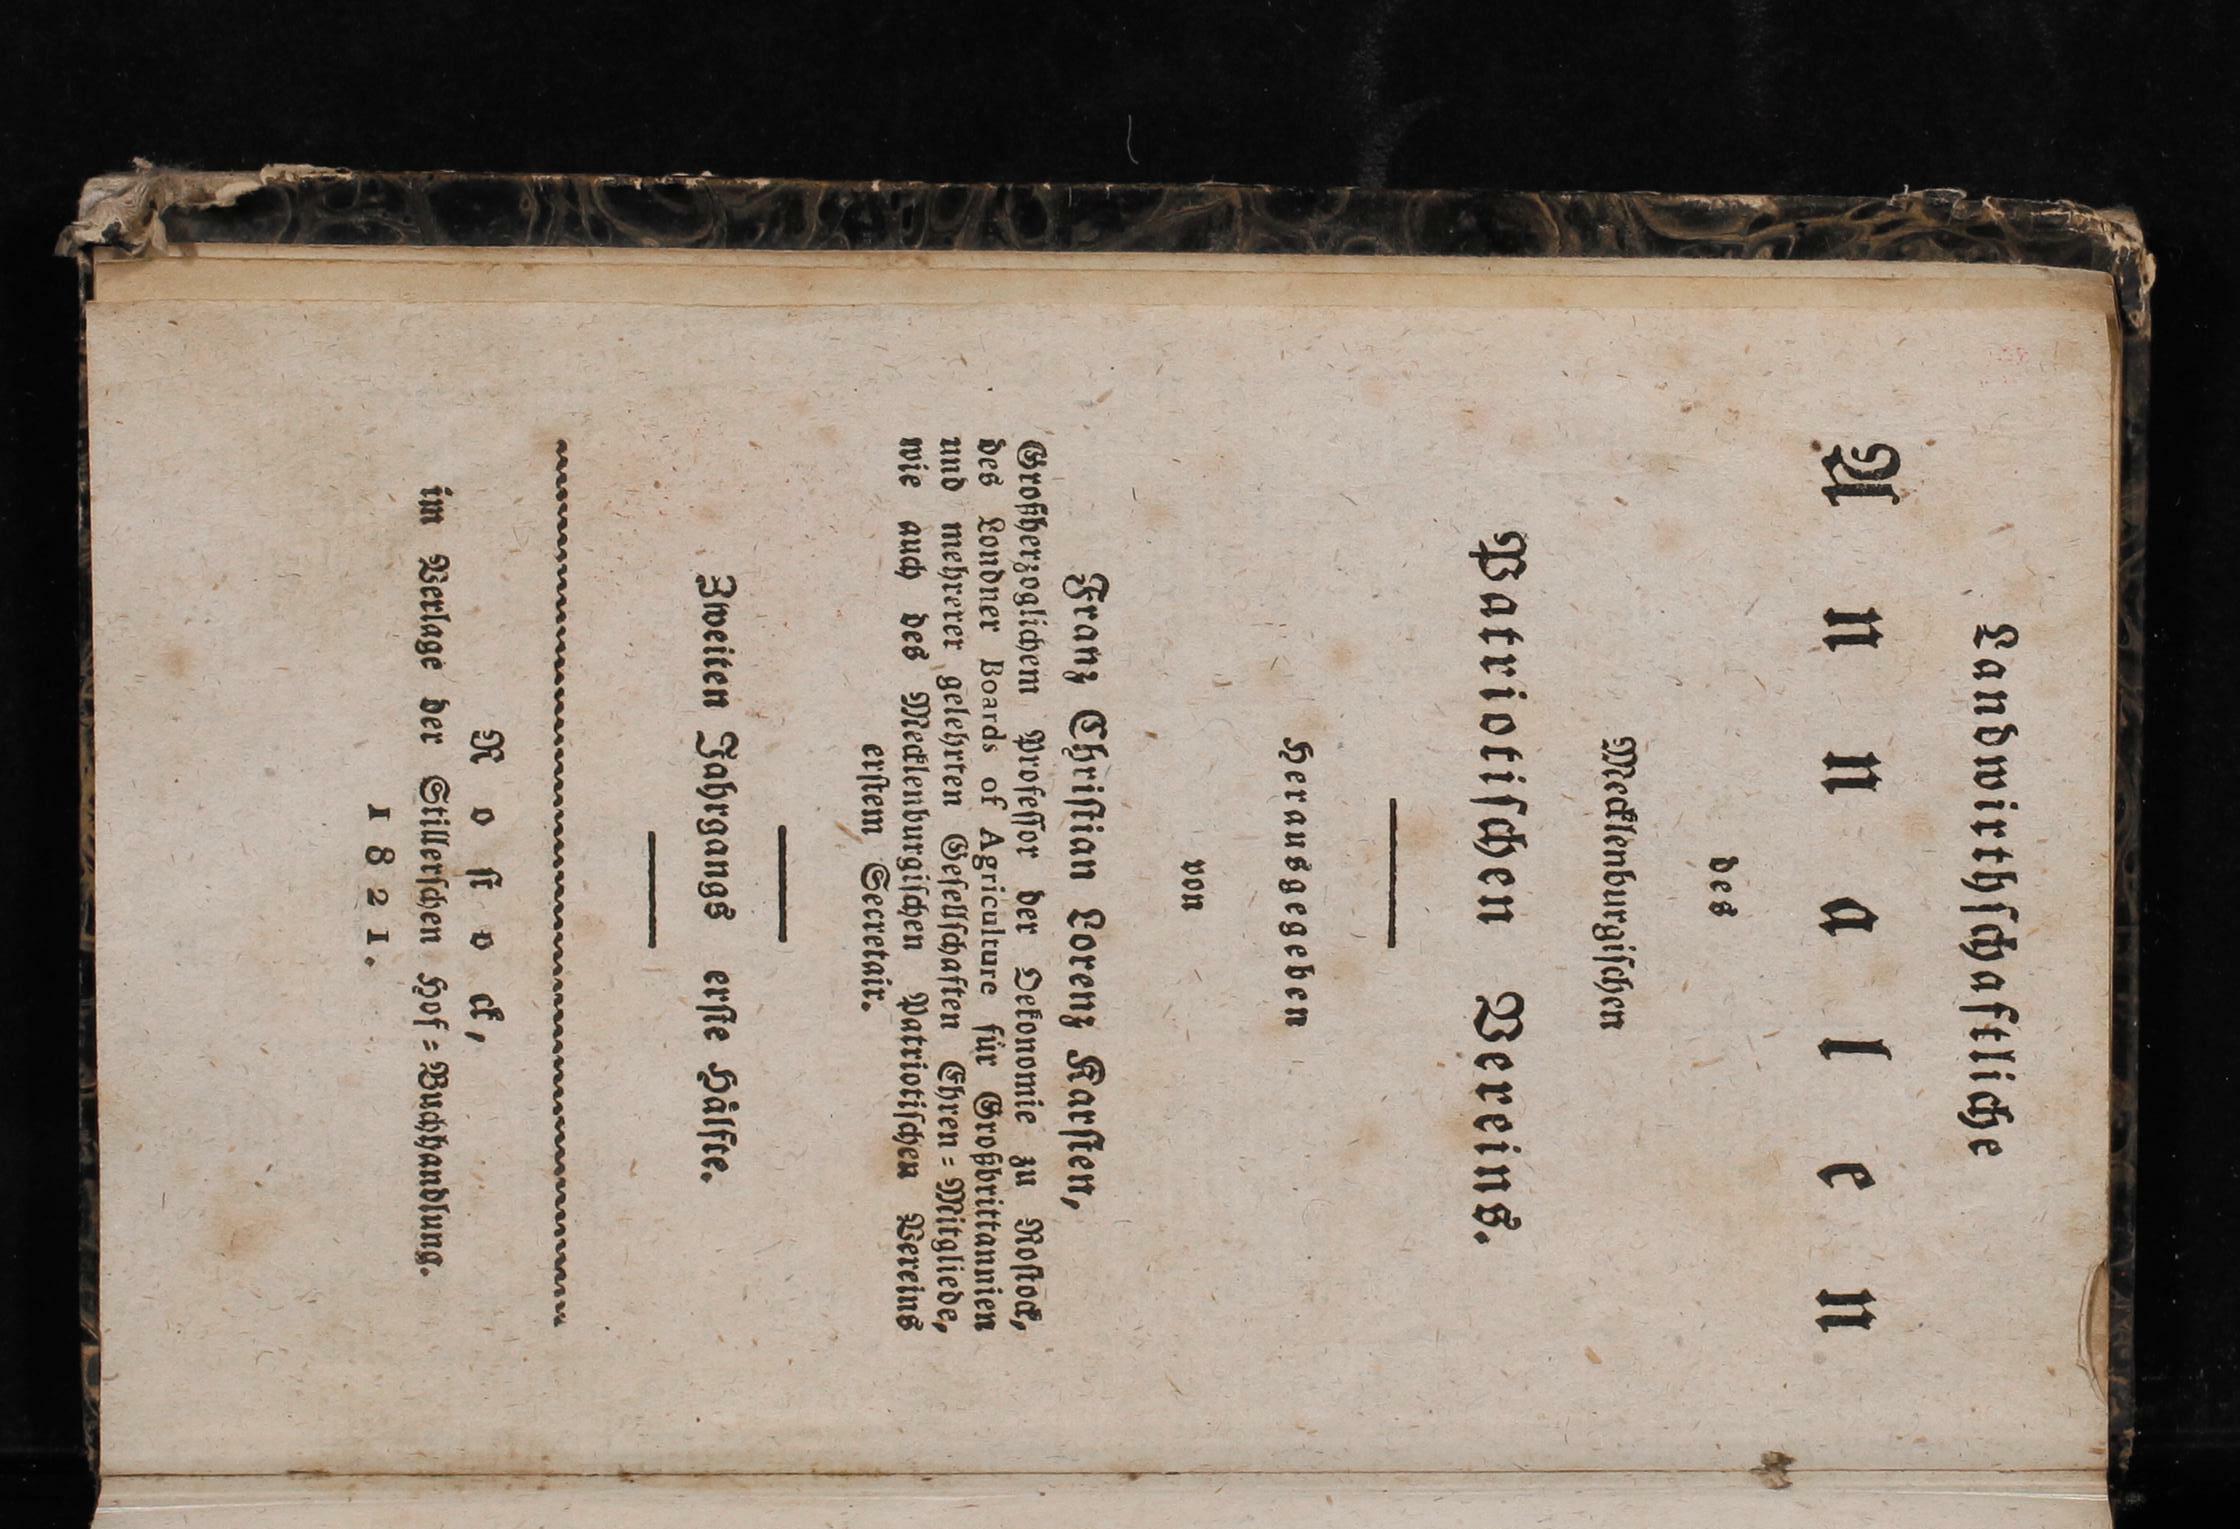 Landwirthschaftliche
Annalen
des
Mecklenburgischen
Patriotischen Vereins.
Herausgegeben
von
Franz Christian Lorenz Karsten,
Großherzoglichem Professor der Oekonomie zu Rostock,
des Londner Boards of Agriculture für Großbrittannien
und mehrerer gelehrten Gesellschaften Ehren=Mitgliede,
wie auch des Mecklenburgischen Patriotischen Vereins
erstem Secretair.
Zweiten Jahrgangs erste Hälfte.
Rostock,
im Verlage der Stillerschen Hof=Buchhandlung.
1821.